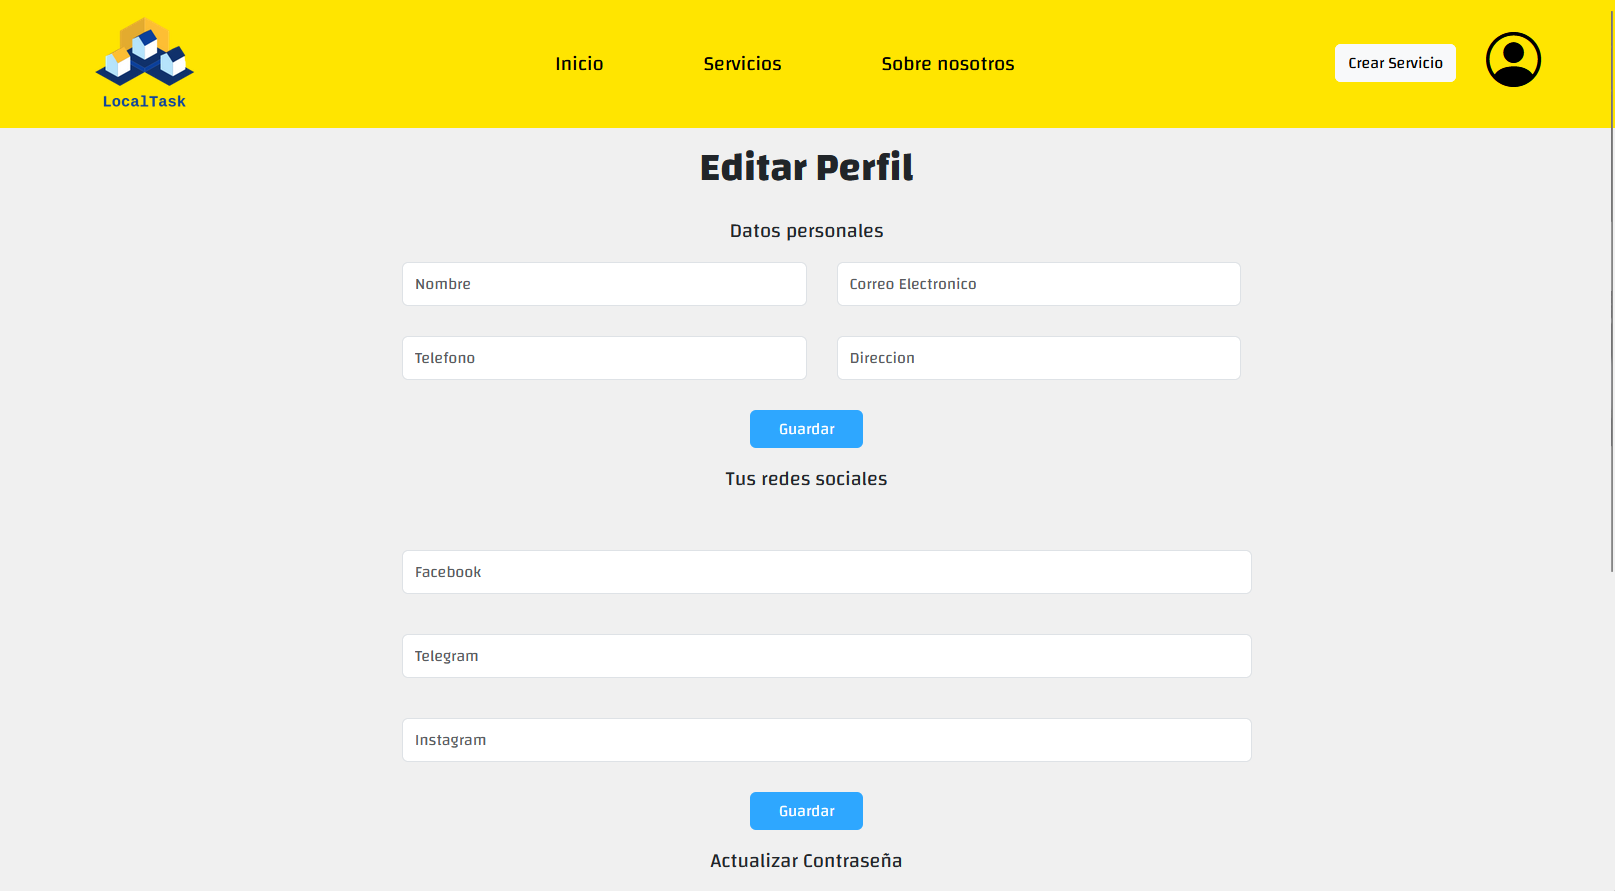 LocalTask
Inicio
Servicios
Sobre nosotros
Crear Servicio
Editar Perfil
Datos personales
Nombre
Correo Electronico
Telefono
Direccion
Guardar
Tus redes sociales
Facebook
Telegram
Instagram
Guardar
Actualizar Contraseña